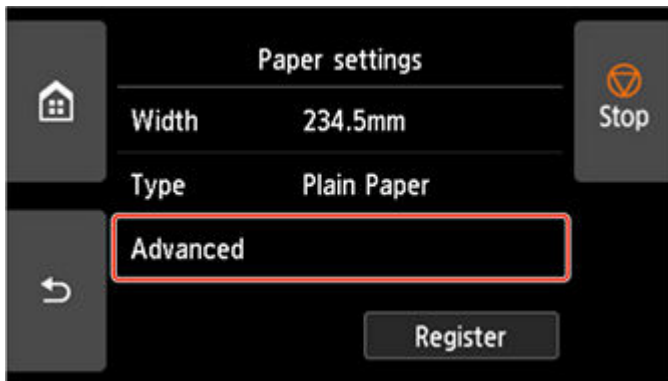 Paper settings
Width 234.5mm
Stop
Type Plain Paper
Advanced
Register